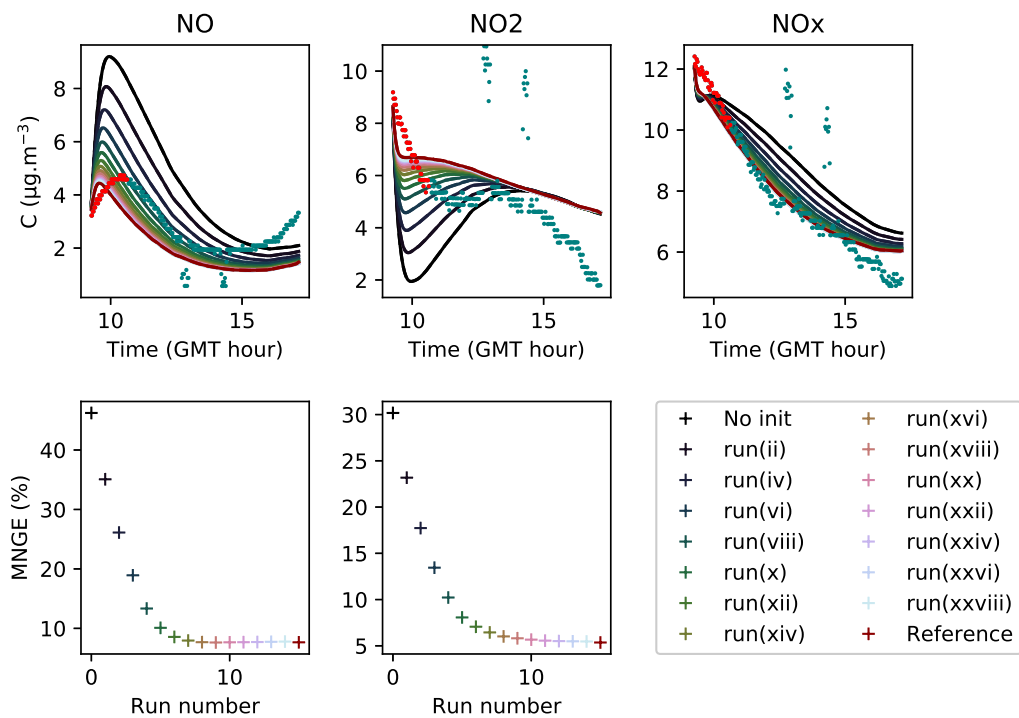 NO
NO2
NOx
C (µg.m⁻³)
8
6
4
2
10
15
Time (GMT hour)
10
8
6
4
2
10
15
Time (GMT hour)
12
10
8
6
10
15
Time (GMT hour)
MNGE (%)
40
30
20
10
0
10
Run number
30
25
20
15
10
5
0
10
Run number
No init
run(ii)
run(iv)
run(vi)
run(viii)
run(x)
run(xii)
run(xiv)
run(xvi)
run(xviii)
run(xx)
run(xxii)
run(xxiv)
run(xxvi)
run(xxviii)
Reference